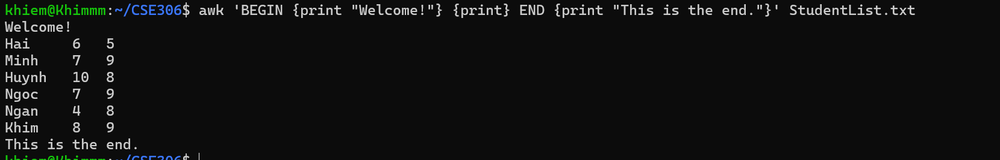 khiem@Khimmm:~/CSE306$ awk 'BEGIN {print "Welcome!"} {print} END {print "This is the end."}' StudentList.txt
Welcome!
Hai     6   5
Minh    7   9
Huynh   10  8
Ngoc    7   9
Ngan    4   8
Khim    8   9
This is the end.
khiem@Khimmm:~/CSE306$